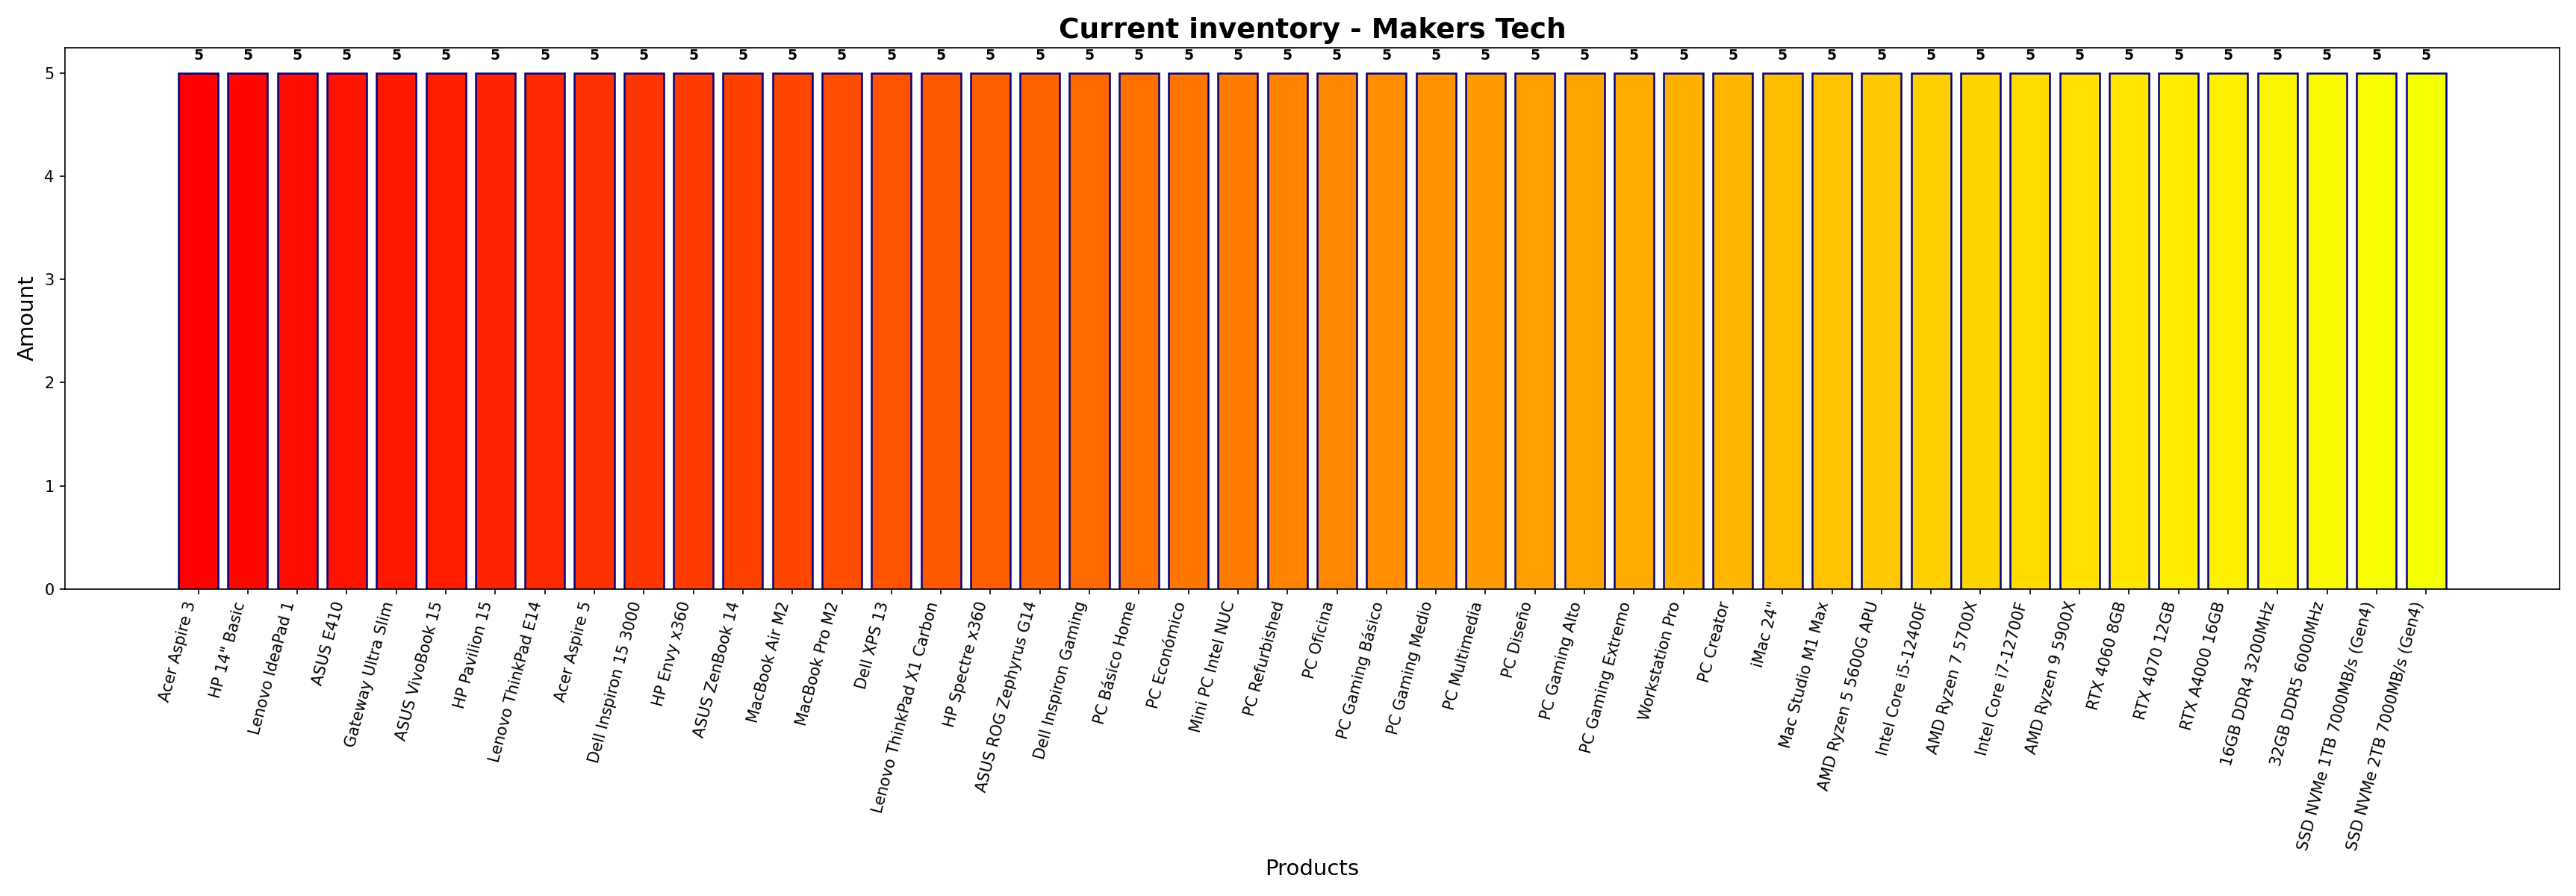 Current inventory - Makers Tech
5 5 5 5 5 5 5 5 5 5 5 5 5 5 5 5 5 5 5 5 5 5 5 5 5 5 5 5 5 5 5 5 5 5 5 5 5 5 5 5 5 5 5 5 5 5
Amount
5
4
3
2
1
0
Acer Aspire 3
HP 14" Basic
Lenovo IdeaPad 1
ASUS E410
Gateway Ultra Slim
ASUS VivoBook 15
HP Pavilion 15
Lenovo ThinkPad E14
Acer Aspire 5
Dell Inspiron 15 3000
HP Envy x360
ASUS ZenBook 14
MacBook Air M2
MacBook Pro M2
Dell XPS 13
Lenovo ThinkPad X1 Carbon
HP Spectre x360
ASUS ROG Zephyrus G14
Dell Inspiron Gaming
PC Básico Home
PC Económico
Mini PC Intel NUC
PC Refurbished
PC Oficina
PC Gaming Básico
PC Gaming Medio
PC Multimedia
PC Diseño
PC Gaming Alto
PC Gaming Extremo
Workstation Pro
PC Creator
iMac 24"
Mac Studio M1 Max
AMD Ryzen 5 5600G APU
Intel Core i5-12400F
AMD Ryzen 7 5700X
Intel Core i7-12700F
AMD Ryzen 9 5900X
RTX 4060 8GB
RTX 4070 12GB
RTX A4000 16GB
16GB DDR4 3200MHz
32GB DDR5 6000MHz
SSD NVMe 1TB 7000MB/s (Gen4)
SSD NVMe 2TB 7000MB/s (Gen4)
Products